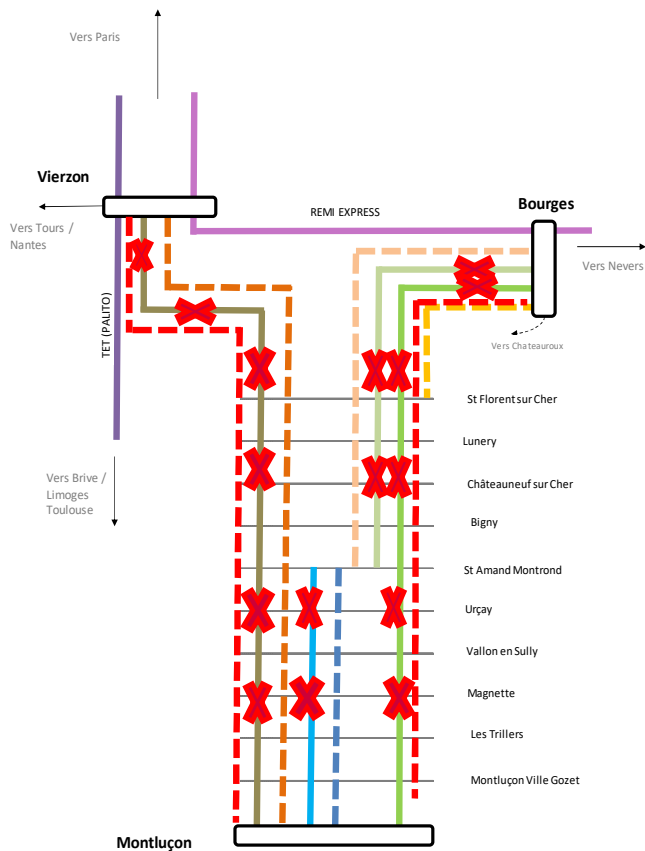 Vers Paris
Vierzon
Vers Tours /
Nantes
REMI EXPRESS
Bourges
Vers Nevers
Vers Chateauroux
TET (PALITO)
Vers Brive /
Limoges
Toulouse
St Florent sur Cher
Lunery
Châteauneuf sur Cher
Bigny
St Amand Montrond
Urçay
Vallon en Sully
Magnette
Les Trillers
Montluçon Ville Gozet
Montluçon